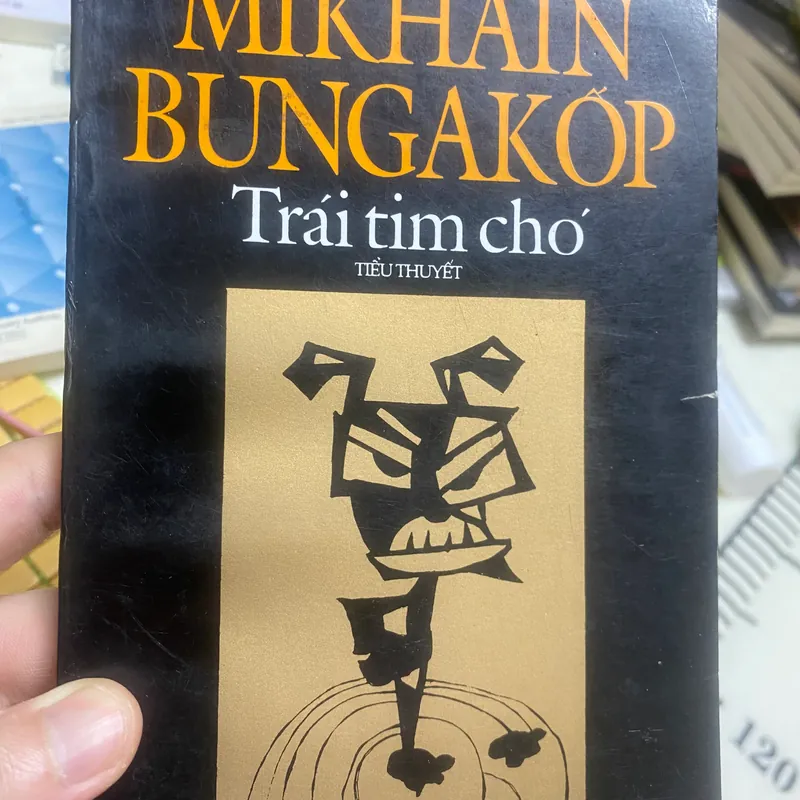 MIKHAIN
BUNGAKỐP
Trái tim chó
TIỂU THUYẾT
120